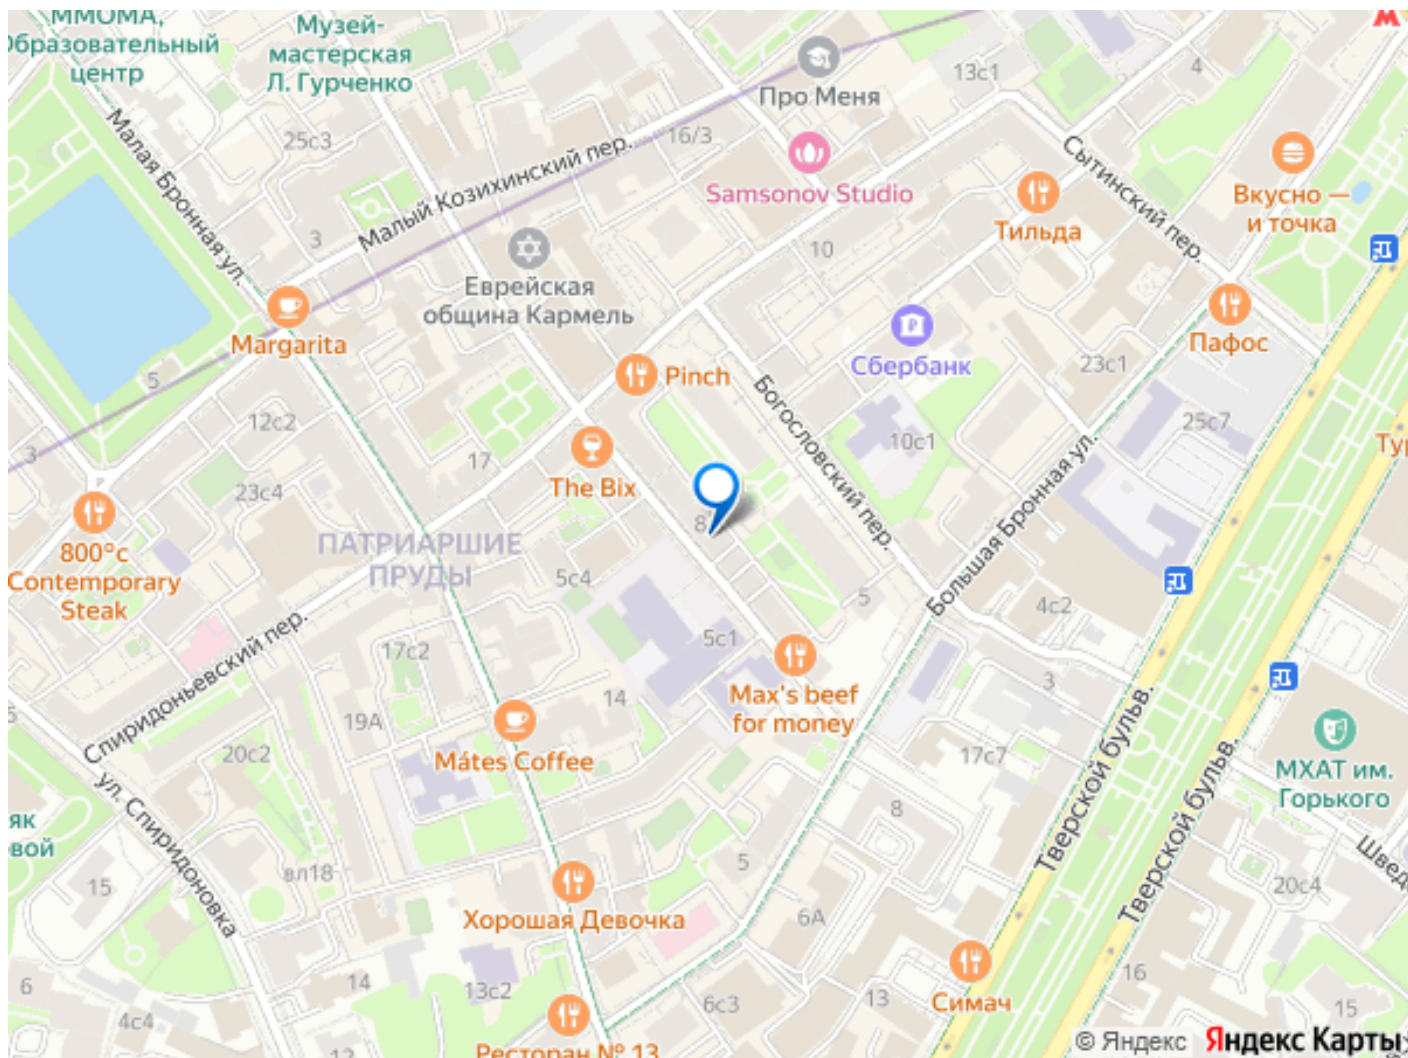 ММОМА,
Образовательный
центр
Музей-
мастерская
Л. Гурченко
Про Меня
13с1
4
25с3
16/3
Малая Бронная ул.
Малый Козихинский пер.
Samsonov Studio
Сытинский пер.
Вкусно —
и точка
Тильда
3
10
Еврейская
община Кармель
Margarita
Сбербанк
Пафос
23с1
5
Pinch
Богословский пер.
12с2
10с1
25с7
3
17
The Bix
23с4
8
Большая Бронная ул.
800°c
Contemporary
Steak
ПАТРИАРШИЕ
ПРУДЫ
5с4
5
4с2
5с1
Спиридоньевский пер.
17с2
14
Max's beef
for money
3
19А
20с2
Mátes Coffee
17с7
Тверской бульв.
Тверской бульв.
МХАТ им.
Горького
ул. Спиридоновка
8
вл18
15
5
20с4
Хорошая Девочка
6А
14
13с2
6
4с4
6с3
13
Симач
16
15
12
Ресторан № 13
© Яндекс Яндекс Карты